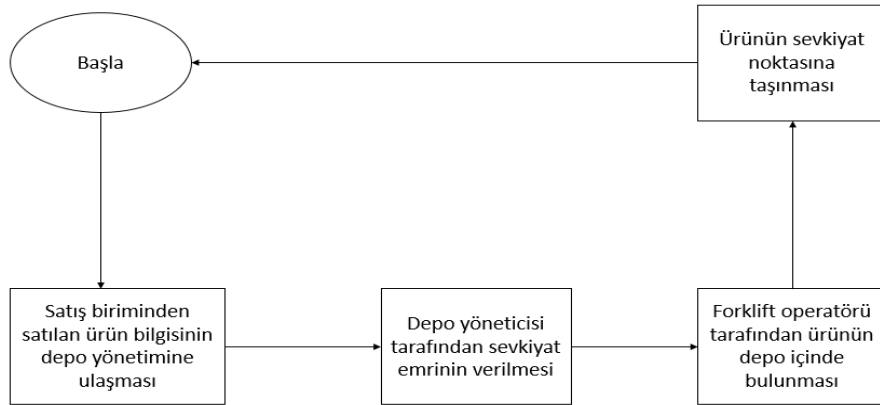 Başla
Ürünün sevkiyat
noktasına
taşınması
Satış biriminden
satılan ürün bilgisinin
depo yönetimine
ulaşması
Depo yöneticisi
tarafından sevkiyat
emrinin verilmesi
Forklift operatörü
tarafından ürünün
depo içinde
bulunması